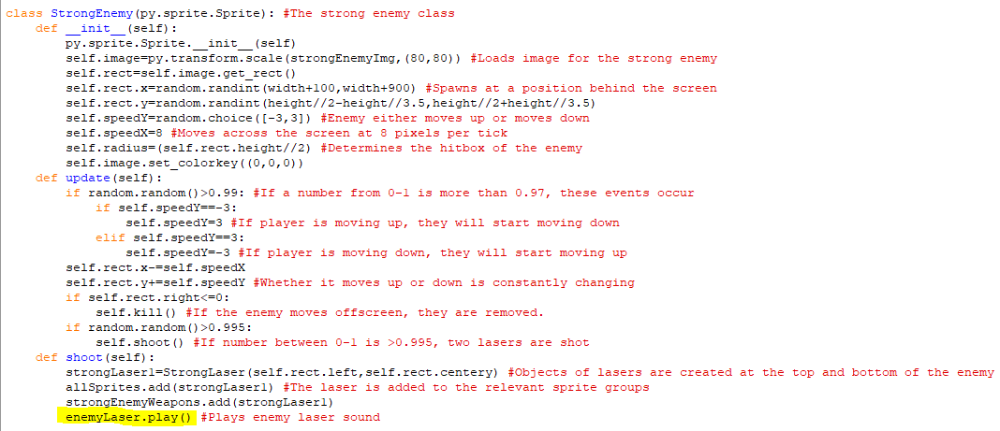 class StrongEnemy(py.sprite.Sprite): #The strong enemy class
    def __init__(self):
        py.sprite.Sprite.__init__(self)
        self.image=py.transform.scale(strongEnemyImg,(80,80)) #Loads image for the strong enemy
        self.rect=self.image.get_rect()
        self.rect.x=random.randint(width+100,width+900) #Spawns at a position behind the screen
        self.rect.y=random.randint(height//2-height//3.5,height//2+height//3.5)
        self.speedY=random.choice([-3,3]) #Enemy either moves up or moves down
        self.speedX=8 #Moves across the screen at 8 pixels per tick
        self.radius=(self.rect.height//2) #Determines the hitbox of the enemy
        self.image.set_colorkey((0,0,0))
    def update(self):
        if random.random()>0.99: #If a number from 0-1 is more than 0.97, these events occur
            if self.speedY==-3:
                self.speedY=3 #If player is moving up, they will start moving down
            elif self.speedY==3:
                self.speedY=-3 #If player is moving down, they will start moving up
        self.rect.x-=self.speedX
        self.rect.y+=self.speedY #Whether it moves up or down is constantly changing
        if self.rect.right<=0:
            self.kill() #If the enemy moves offscreen, they are removed.
        if random.random()>0.995:
            self.shoot() #If number between 0-1 is >0.995, two lasers are shot
    def shoot(self):
        strongLaser1=StrongLaser(self.rect.left,self.rect.centery) #Objects of lasers are created at the top and bottom of the enemy
        allSprites.add(strongLaser1) #The laser is added to the relevant sprite groups
        strongEnemyWeapons.add(strongLaser1)
        enemyLaser.play() #Plays enemy laser sound